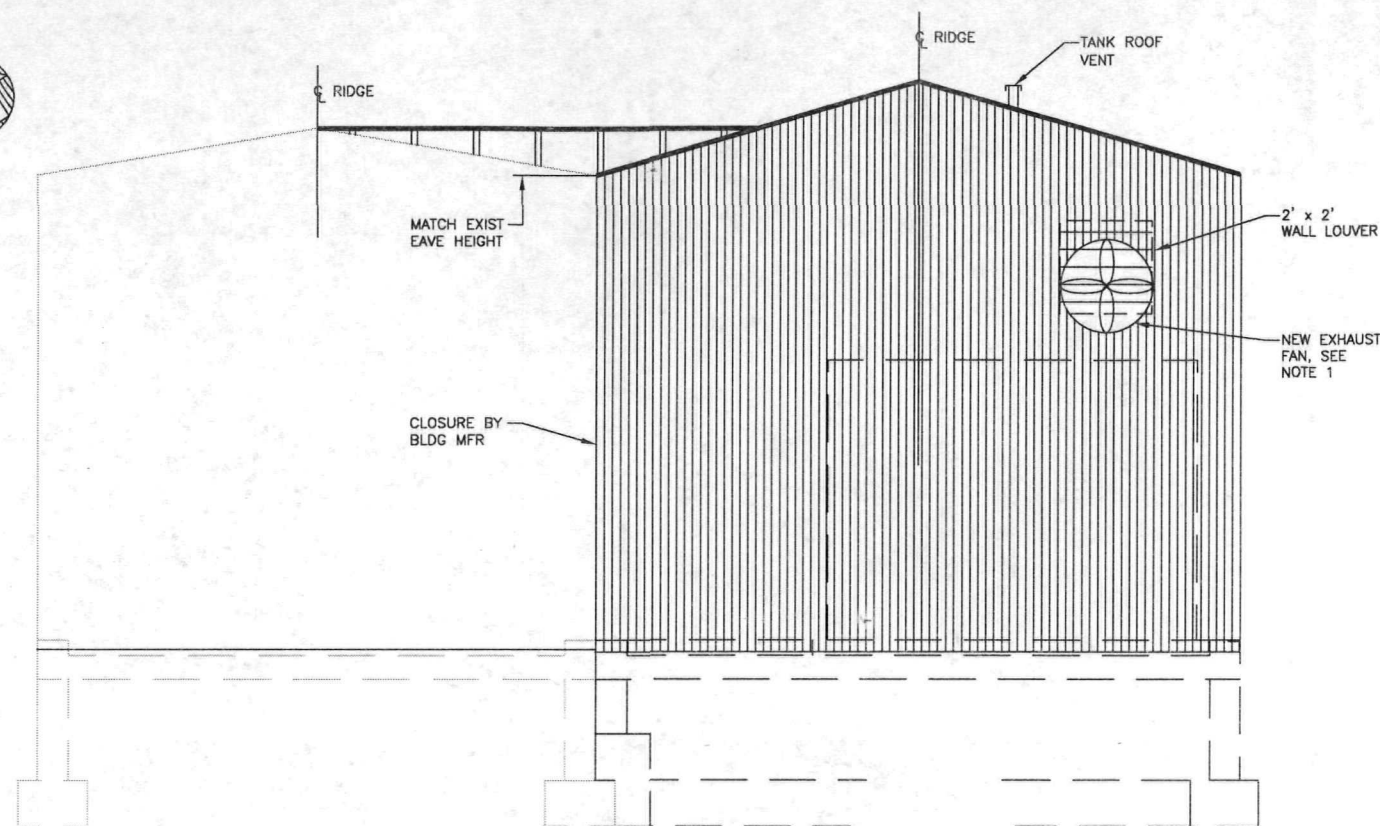 ℄ RIDGE
TANK ROOF
VENT
℄ RIDGE
MATCH EXIST
EAVE HEIGHT
2' x 2'
WALL LOUVER
NEW EXHAUST
FAN, SEE
NOTE 1
CLOSURE BY
BLDG MFR